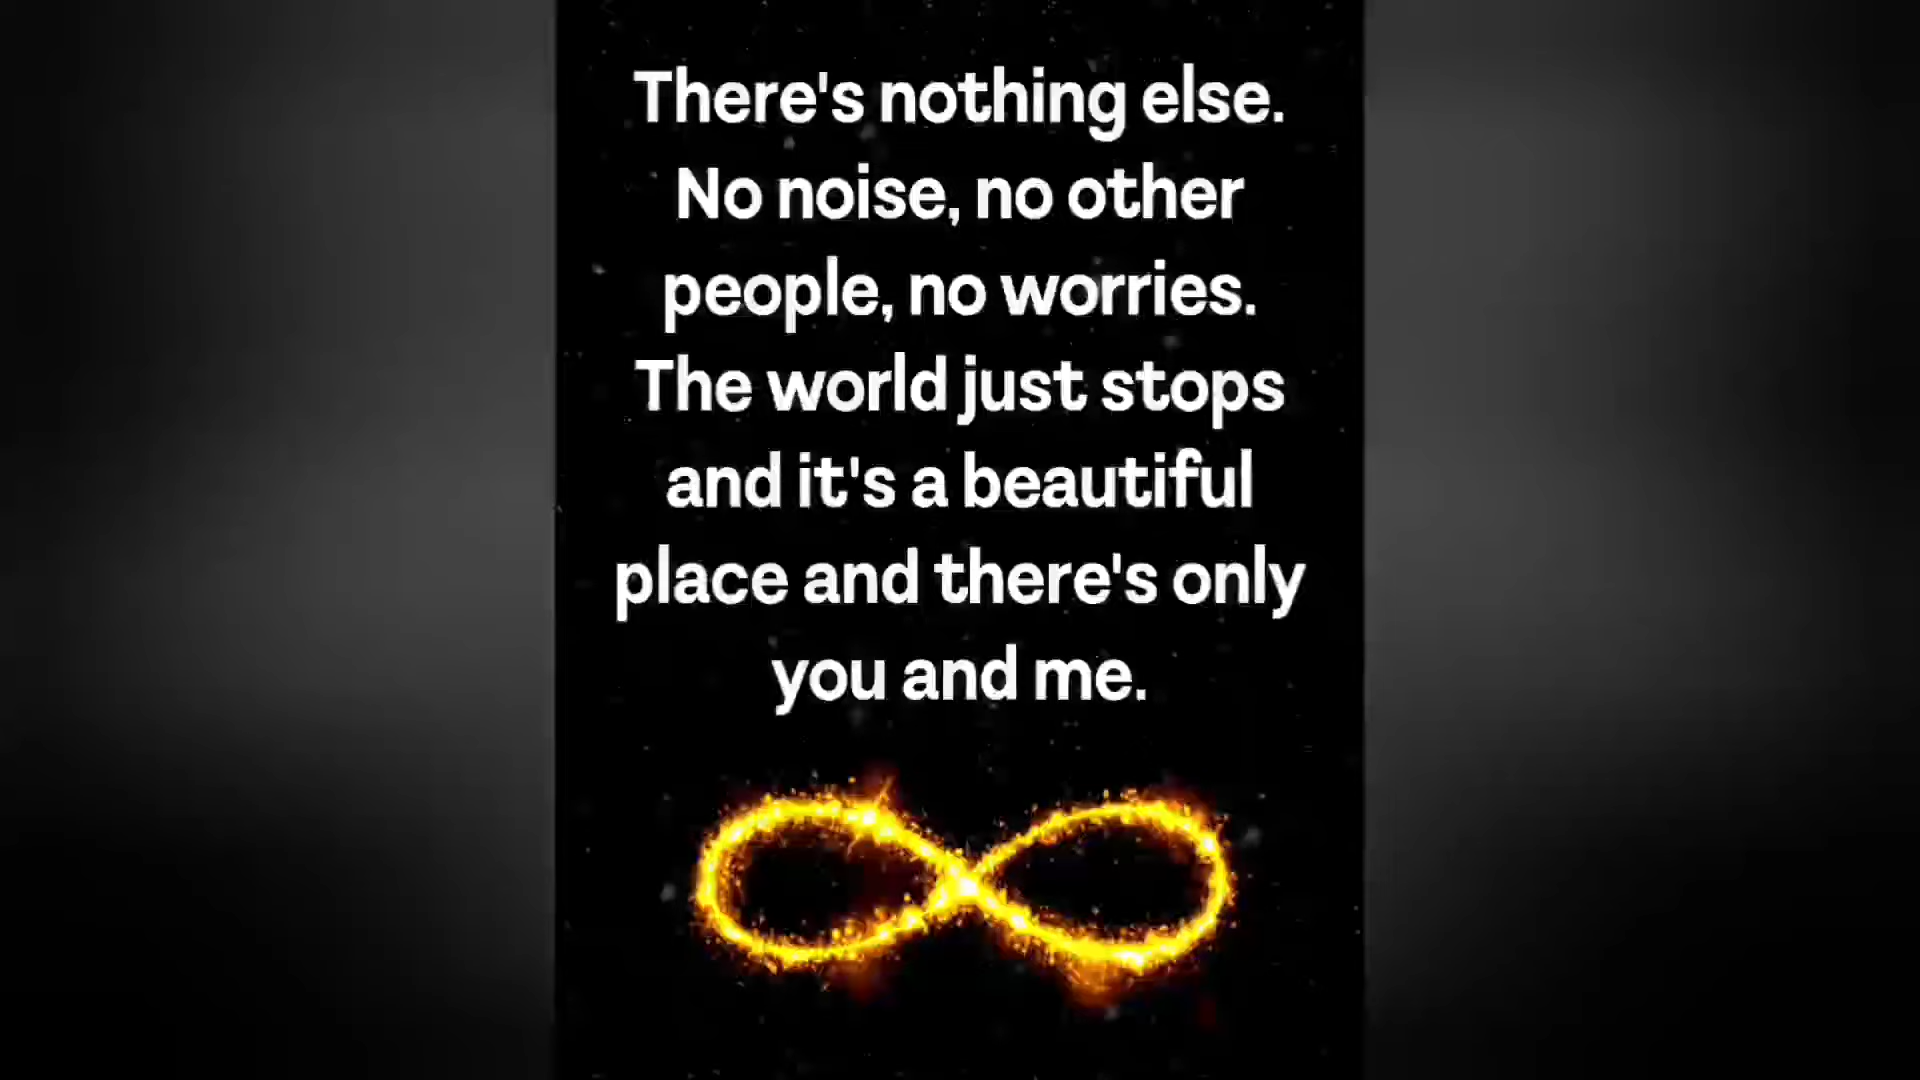 There's nothing else.
No noise, no other
people, no worries.
The world just stops
and it's a beautiful
place and there's only
you and me.